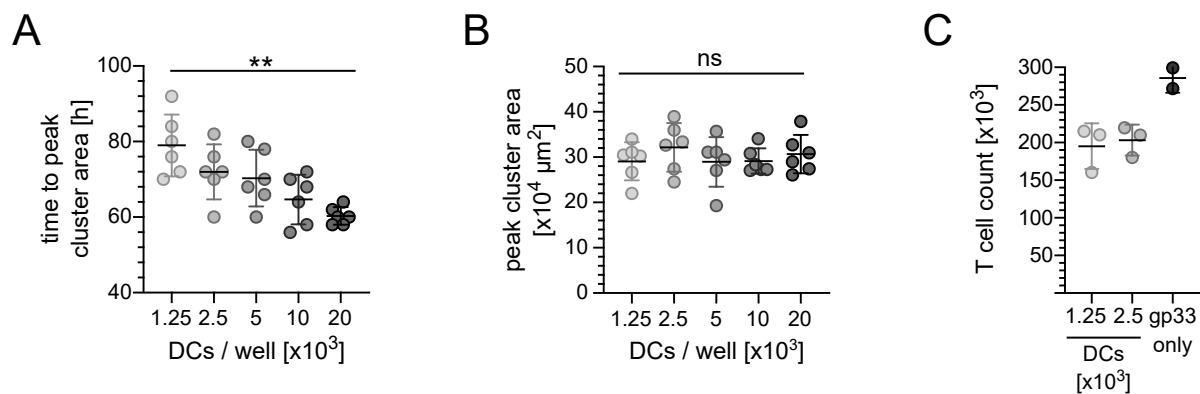 A
time to peak
cluster area [h]
100
80
60
40
**
1.25 2.5 5 10 20
DCs / well [x10³]
B
peak cluster area
[x10⁴ µm²]
50
40
30
20
10
0
ns
1.25 2.5 5 10 20
DCs / well [x10³]
C
T cell count [x10³]
300
250
200
150
100
50
1.25 2.5 gp33
only
DCs
[x10³]